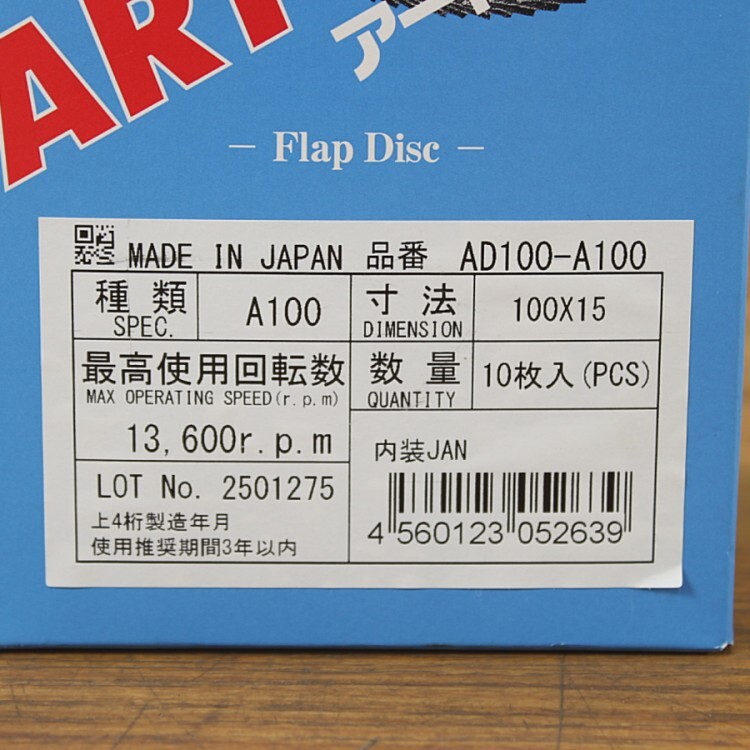 ART
アート
– Flap Disc –
MADE IN JAPAN 品番 AD100-A100
種類 SPEC. A100 寸法 DIMENSION 100X15
最高使用回転数 MAX OPERATING SPEED(r.p.m) 数量 QUANTITY 10枚入(PCS)
13,600r.p.m
内装JAN
LOT No. 2501275
上4桁製造年月
使用推奨期間3年以内
4 560123 052639